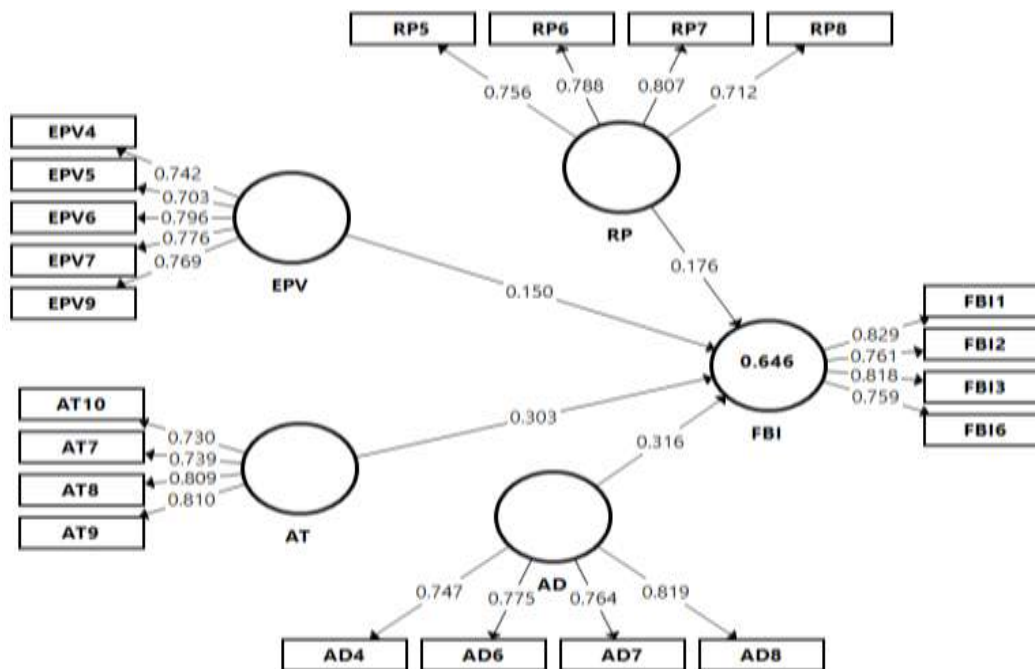 RP5 RP6 RP7 RP8
0.756 0.788 0.807 0.712
RP
EPV4
EPV5
EPV6
EPV7
EPV9
0.742
0.703
0.796
0.776
0.769
EPV
0.150
0.176
AT10
AT7
AT8
AT9
0.730
0.739
0.809
0.810
AT
0.303
0.646
FBI
0.829
0.761
0.818
0.759
FBI1
FBI2
FBI3
FBI6
0.316
AD
0.747 0.775 0.764 0.819
AD4 AD6 AD7 AD8